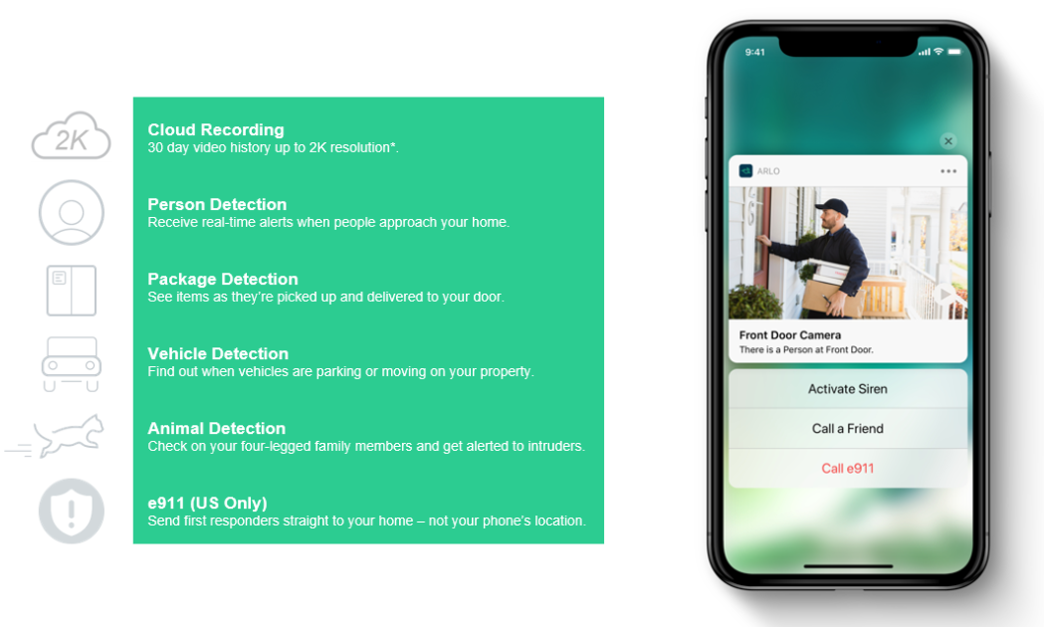 2K
Cloud Recording
30 day video history up to 2K resolution*.
Person Detection
Receive real-time alerts when people approach your home.
Package Detection
See items as they're picked up and delivered to your door.
Vehicle Detection
Find out when vehicles are parking or moving on your property.
Animal Detection
Check on your four-legged family members and get alerted to intruders.
e911 (US Only)
Send first responders straight to your home – not your phone's location.
9:41
ARLO
Front Door Camera
There is a Person at Front Door.
Activate Siren
Call a Friend
Call e911